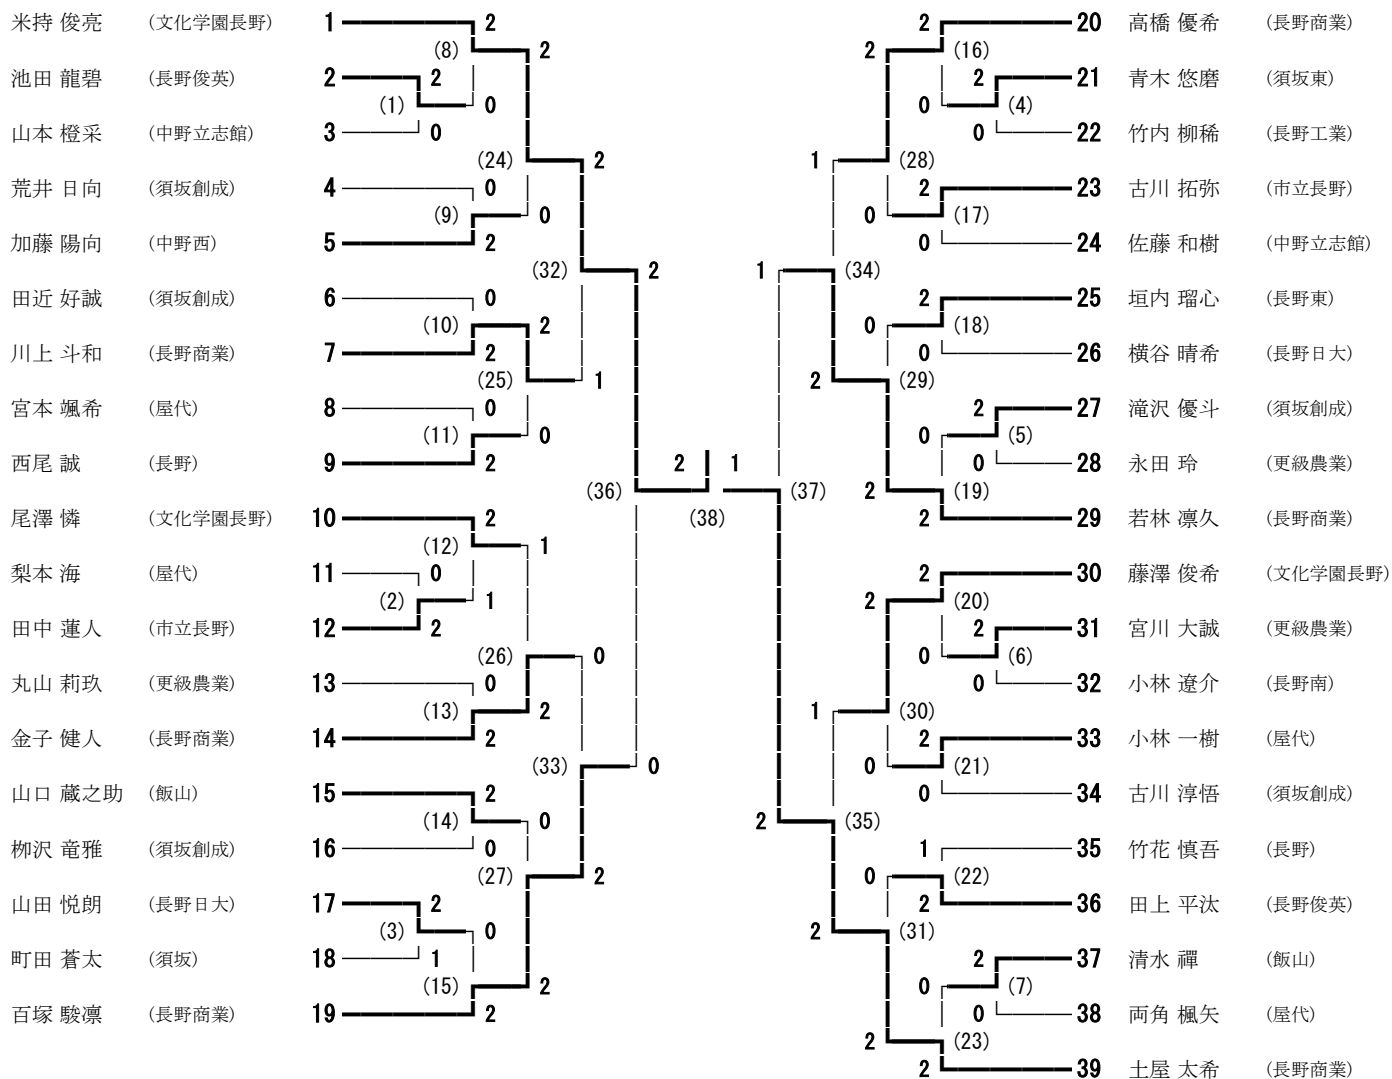 米持 俊亮 (文化学園長野) 1 2 2 20 高橋 優希 (長野商業)
(8) 2 2 (16)
池田 龍碧 (長野俊英) 2 2 2 21 青木 悠磨 (須坂東)
(1) 0 0 (4)
山本 橙采 (中野立志館) 3 0 0 22 竹内 柳稀 (長野工業)
(24) 2 1 (28)
荒井 日向 (須坂創成) 4 0 2 23 古川 拓弥 (市立長野)
(9) 0 0 (17)
加藤 陽向 (中野西) 5 2 0 24 佐藤 和樹 (中野立志館)
(32) 2 1 (34)
田近 好誠 (須坂創成) 6 0 2 25 垣内 瑠心 (長野東)
(10) 2 0 (18)
川上 斗和 (長野商業) 7 2 0 26 横谷 晴希 (長野日大)
(25) 1 2 (29)
宮本 颯希 (屋代) 8 0 2 27 滝沢 優斗 (須坂創成)
(11) 0 0 (5)
西尾 誠 (長野) 9 2 2 1 0 28 永田 玲 (更級農業)
(36) (37) 2 (19)
尾澤 憐 (文化学園長野) 10 2 (38) 2 29 若林 凛久 (長野商業)
(12) 1
梨本 海 (屋代) 11 0 2 30 藤澤 俊希 (文化学園長野)
(2) 1 2 (20)
田中 蓮人 (市立長野) 12 2 2 31 宮川 大誠 (更級農業)
(26) 0 0 (6)
丸山 莉玖 (更級農業) 13 0 0 32 小林 遼介 (長野南)
(13) 2 1 (30)
金子 健人 (長野商業) 14 2 2 33 小林 一樹 (屋代)
(33) 0 0 (21)
山口 蔵之助 (飯山) 15 2 0 34 古川 淳悟 (須坂創成)
(14) 0 2 (35)
栁沢 竜雅 (須坂創成) 16 0 1 35 竹花 慎吾 (長野)
(27) 2 0 (22)
山田 悦朗 (長野日大) 17 2 2 36 田上 平汰 (長野俊英)
(3) 0 2 (31)
町田 蒼太 (須坂) 18 1 2 37 清水 禪 (飯山)
(15) 2 0 (7)
百塚 駿凛 (長野商業) 19 2 0 38 両角 楓矢 (屋代)
2 (23)
2 39 土屋 太希 (長野商業)